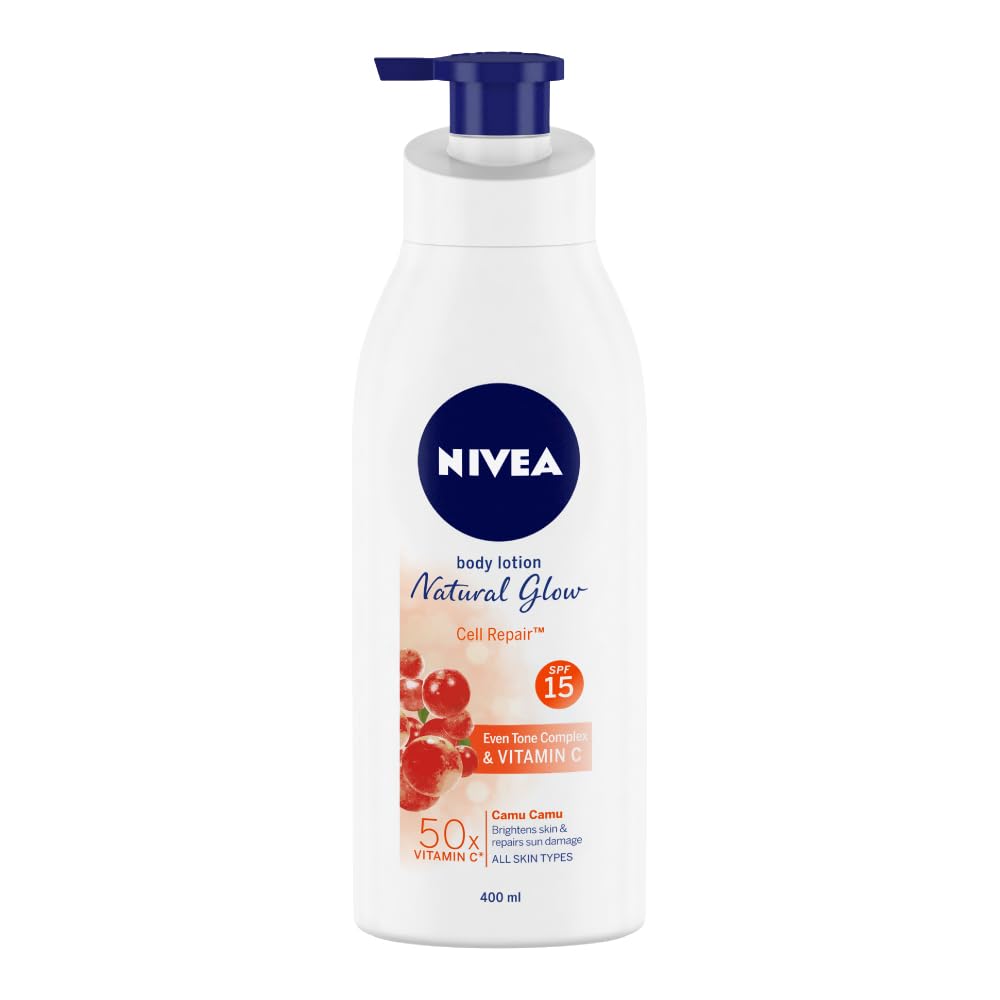 NIVEA
body lotion
Natural Glow
Cell Repair™
SPF
15
Even Tone Complex
& VITAMIN C
50x
VITAMIN C*
Camu Camu
Brightens skin &
repairs sun damage
ALL SKIN TYPES
400 ml